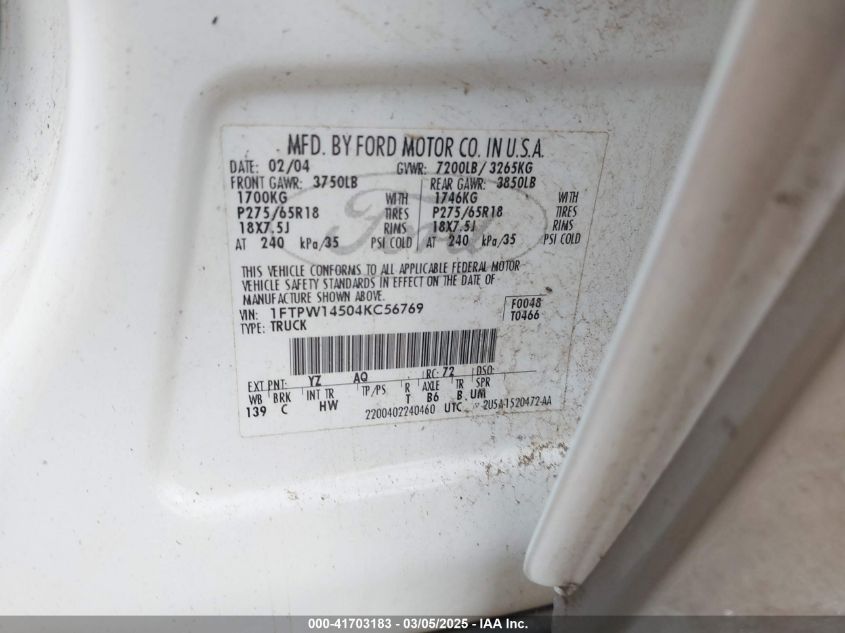 MFD. BY FORD MOTOR CO. IN U.S.A.
DATE: 02/04 GVWR: 7200LB/ 3265KG
FRONT GAWR: 3750LB REAR GAWR: 3850LB
1700KG WITH 1746KG WITH
P275/65R18 TIRES P275/65R18 TIRES
18X7.5J RIMS 18X7.5J RIMS
AT 240 kPa/35 PSI COLD AT 240 kPa/35 PSI COLD
Ford
THIS VEHICLE CONFORMS TO ALL APPLICABLE FEDERAL MOTOR
VEHICLE SAFETY STANDARDS IN EFFECT ON THE DATE OF
MANUFACTURE SHOWN ABOVE.
VIN: 1FTPW14504KC56769 F0048
TYPE: TRUCK T0466
EXT PNT: YZ AQ RC: 72 DSO:
WB BRK INT TR TP/PS R AXLE TR SPR
139 C HW T B6 B UM
2200402240460 UTC 2U5A-1520472-AA
000-41703183 - 03/05/2025 - IAA Inc.